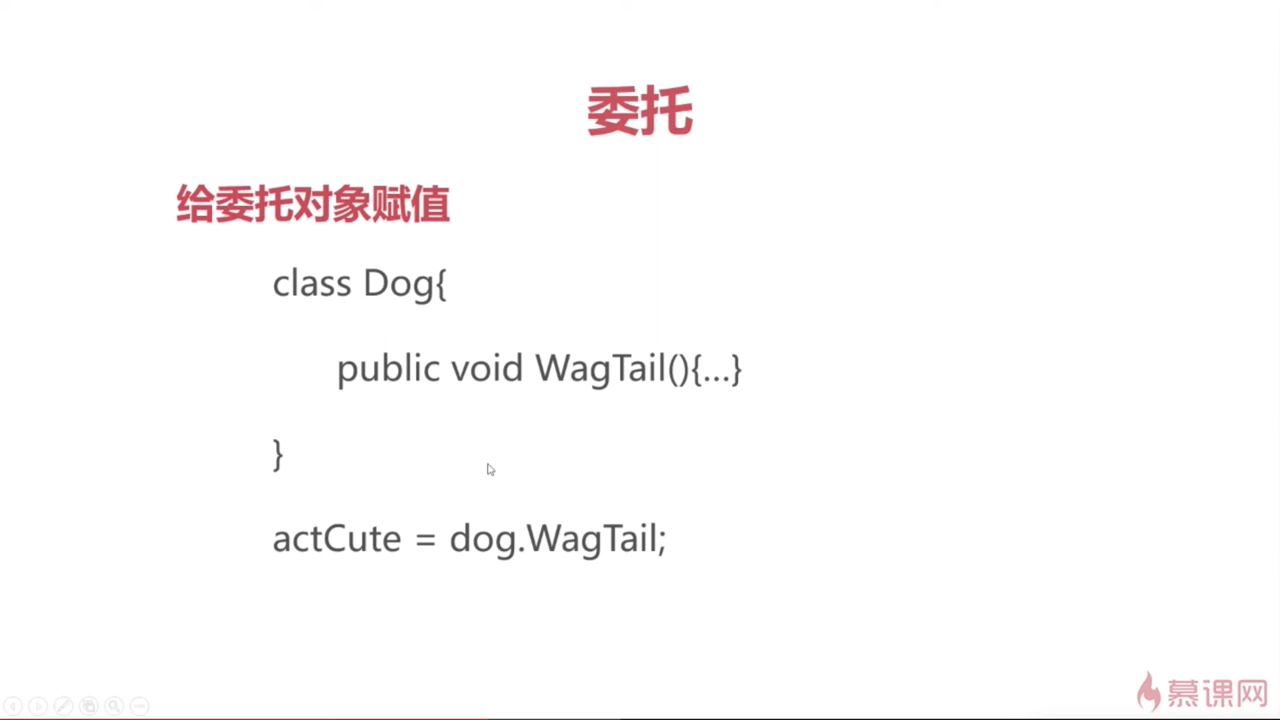 委托
给委托对象赋值
class Dog{
public void WagTail(){...}
}
actCute = dog.WagTail;
慕课网